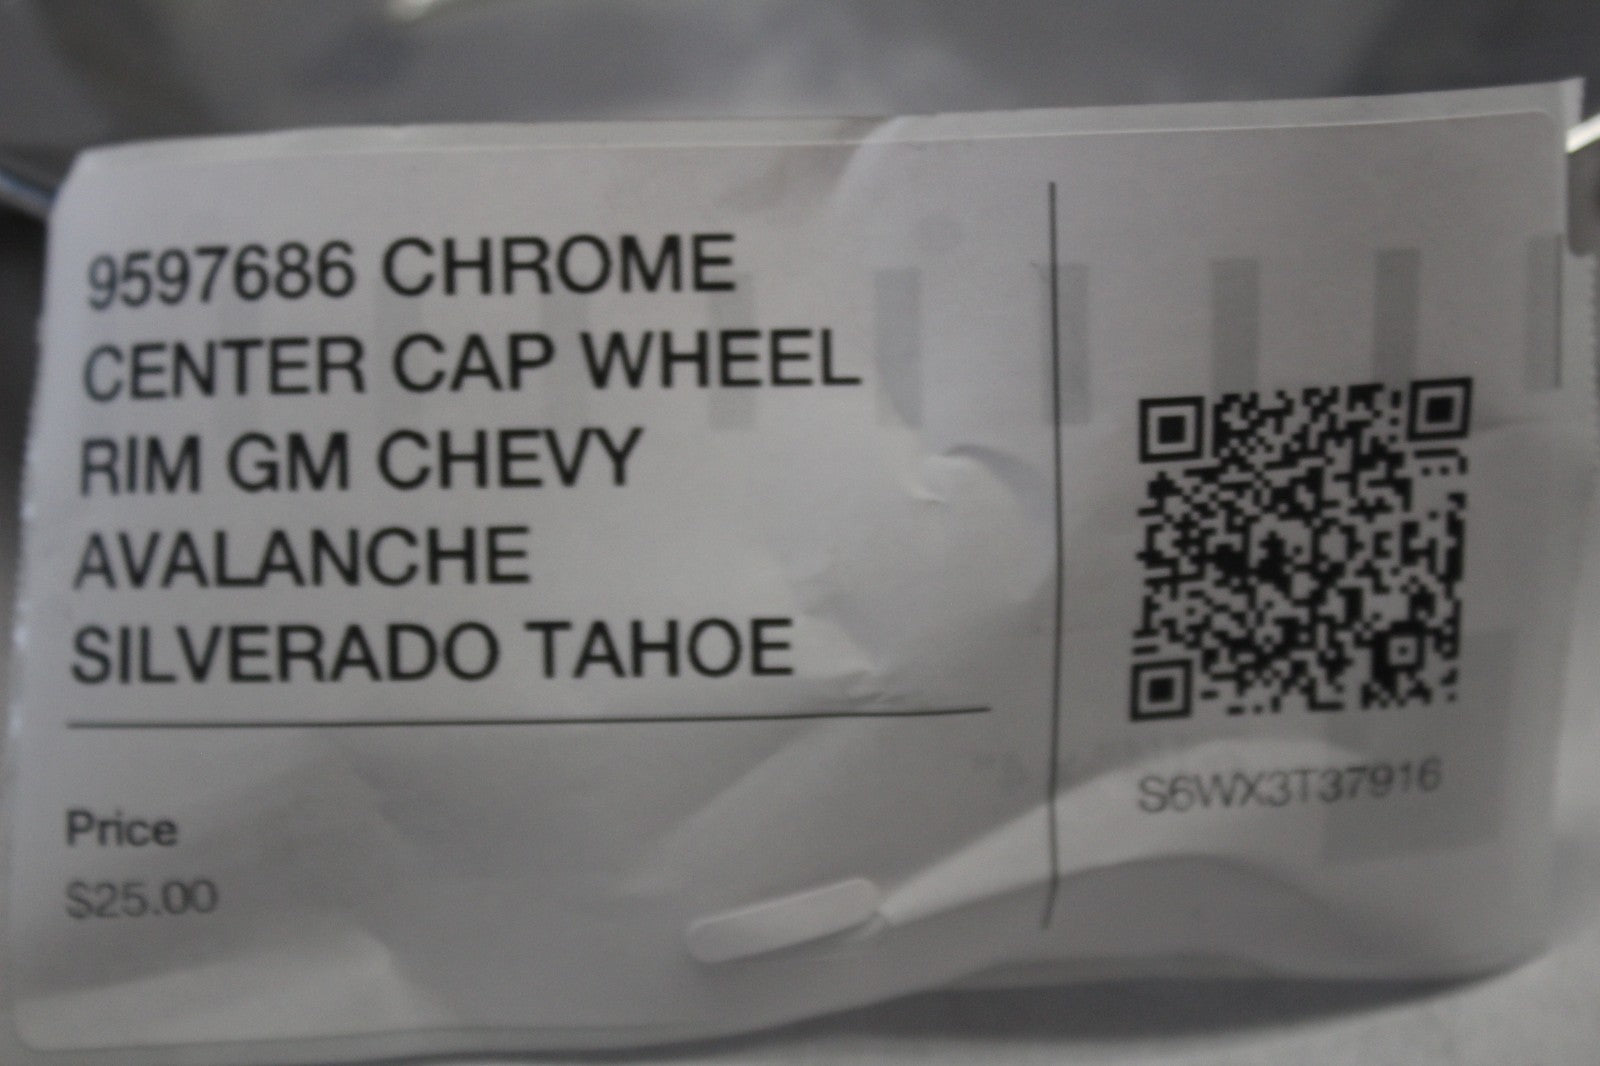 9597686 CHROME
CENTER CAP WHEEL
RIM GM CHEVY
AVALANCHE
SILVERADO TAHOE
Price
$25.00
S6WX3T37916